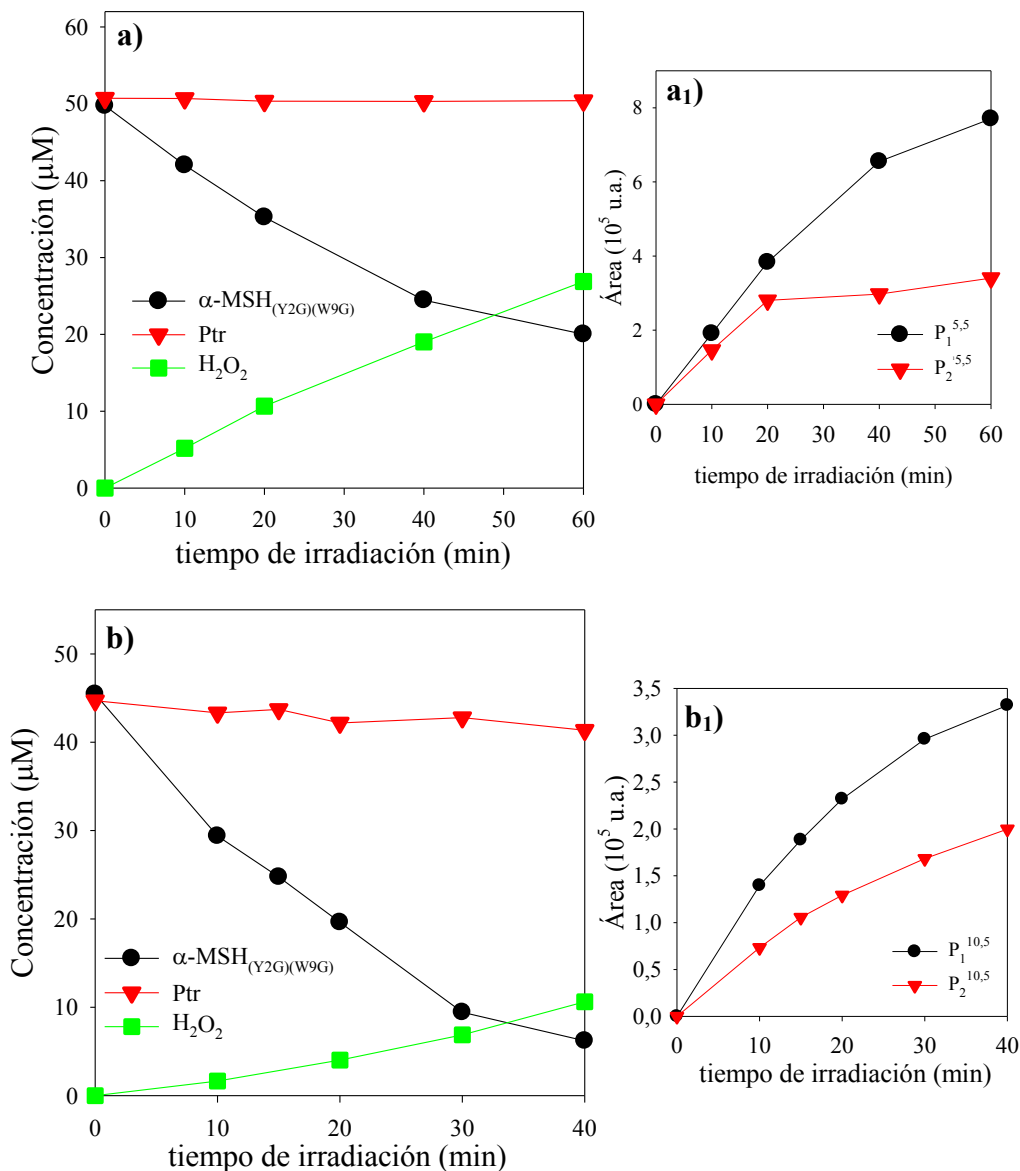 a)
Concentración (µM)
60
50
40
30
20
10
0
α-MSH(Y2G)(W9G)
Ptr
H2O2
0 10 20 30 40 50 60
tiempo de irradiación (min)
a1)
Área (10^5 u.a.)
8
6
4
2
0
P1^5,5
P2^'5,5
0 10 20 30 40 50 60
tiempo de irradiación (min)
b)
Concentración (µM)
50
40
30
20
10
0
α-MSH(Y2G)(W9G)
Ptr
H2O2
0 10 20 30 40
tiempo de irradiación (min)
b1)
Área (10^5 u.a.)
3,5
3,0
2,5
2,0
1,5
1,0
0,5
0,0
P1^10,5
P2^10,5
0 10 20 30 40
tiempo de irradiación (min)